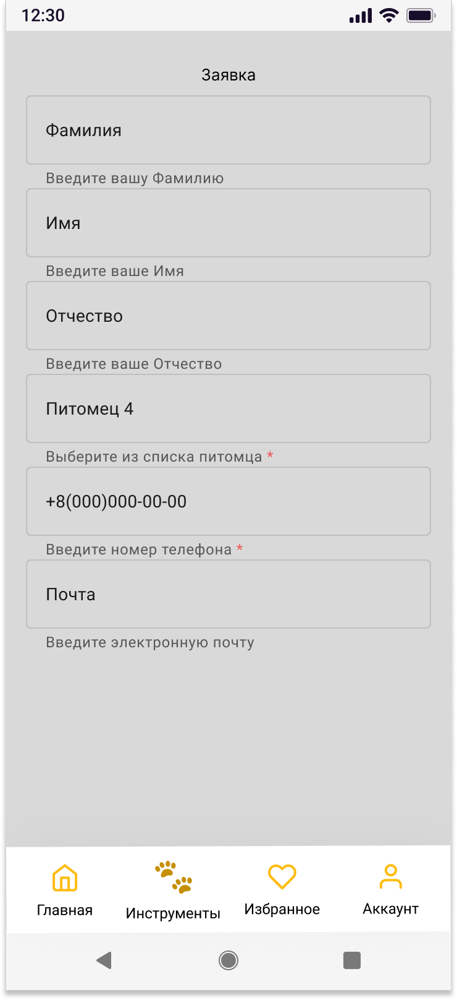 12:30
Заявка
Фамилия
Введите вашу Фамилию
Имя
Введите ваше Имя
Отчество
Введите ваше Отчество
Питомец 4
Выберите из списка питомца *
+8(000)000-00-00
Введите номер телефона *
Почта
Введите электронную почту
Главная Инструменты Избранное Аккаунт